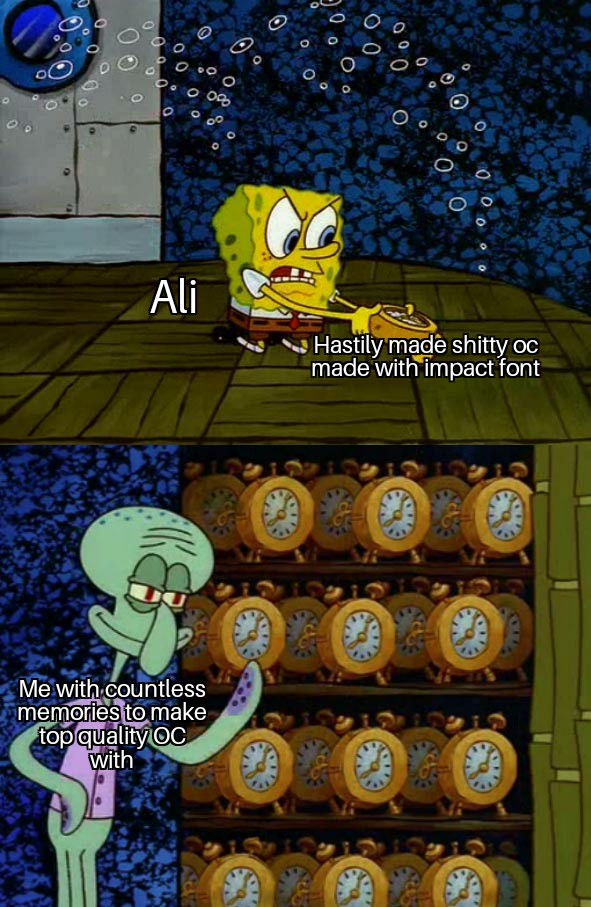 Ali
Hastily made shitty oc
made with impact font
Me with countless
memories to make
top quality OC
with